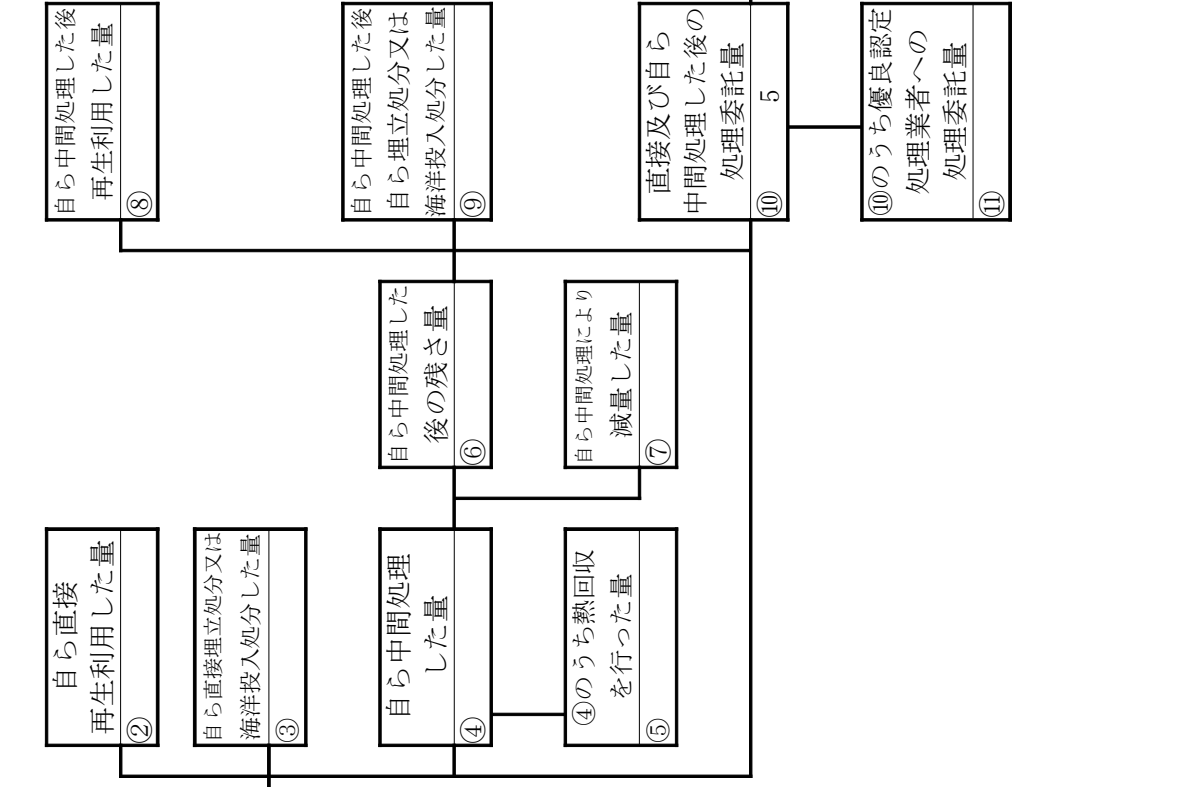 自ら直接
再生利用した量
②
自ら直接埋立処分又は
海洋投入処分した量
③
自ら中間処理
した量
④
④のうち熱回収
を行った量
⑤
自ら中間処理した
後の残さ量
⑥
自ら中間処理により
減量した量
⑦
自ら中間処理した後
再生利用した量
⑧
自ら中間処理した後
自ら埋立処分又は
海洋投入処分した量
⑨
直接及び自ら
中間処理した後の
処理委託量
⑩ 5
⑩のうち優良認定
処理業者への
処理委託量
⑪